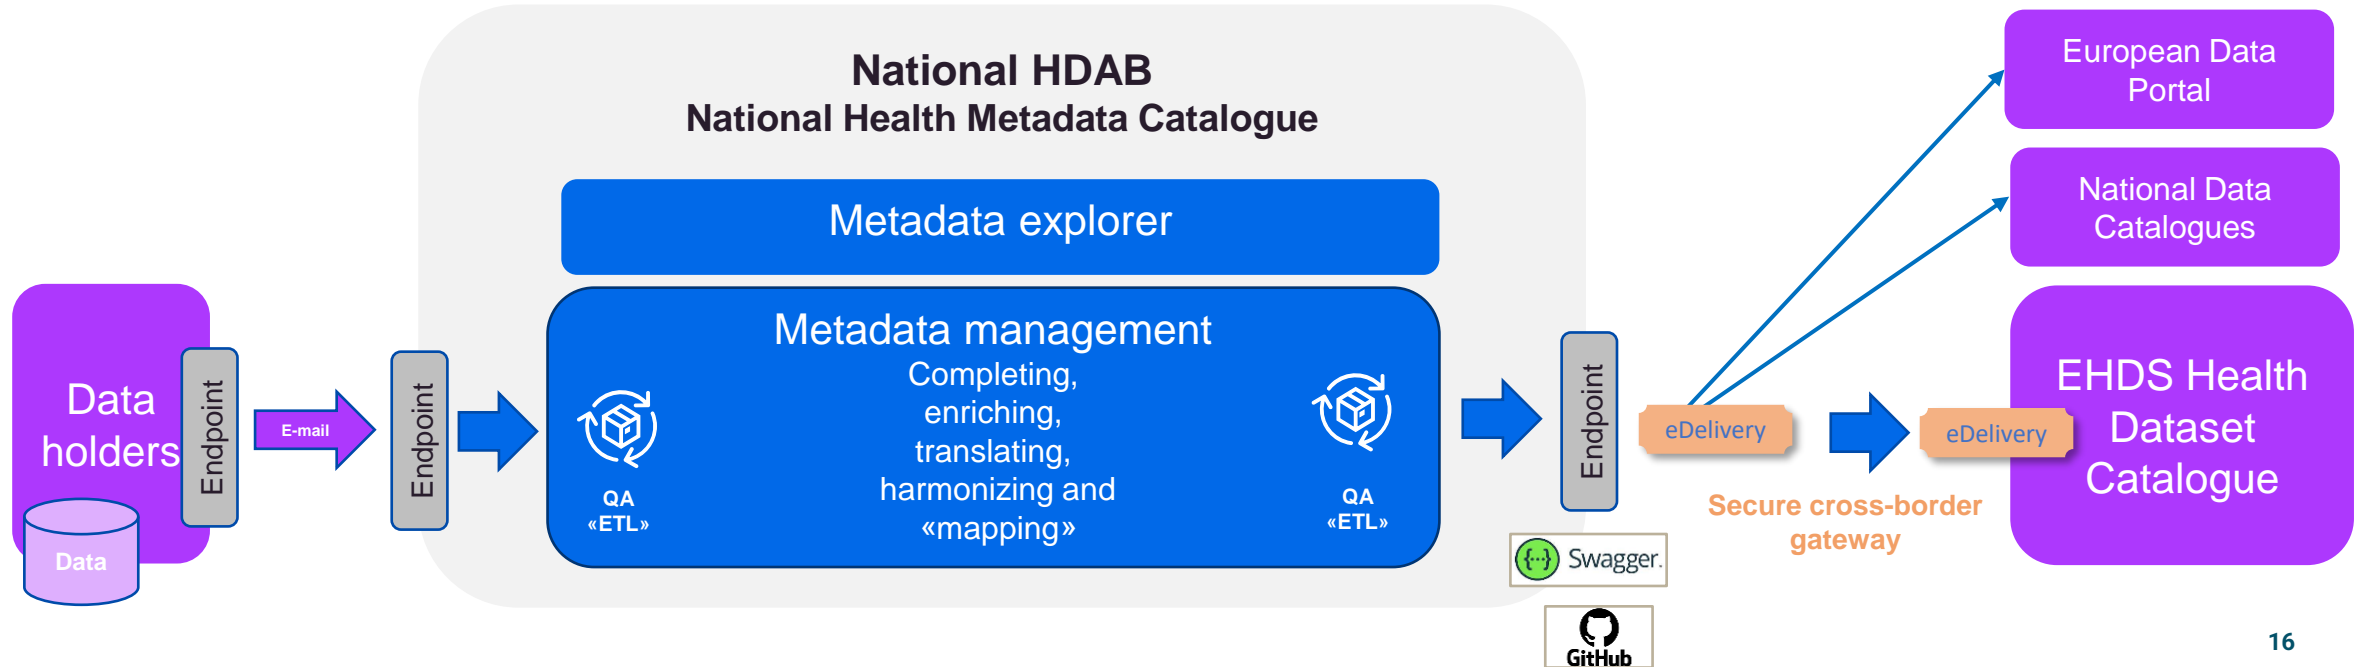 National HDAB
National Health Metadata Catalogue
Metadata explorer
Metadata management
Completing,
enriching,
translating,
harmonizing and
«mapping»
QA
«ETL»
QA
«ETL»
Data
holders
Data
Endpoint
E-mail
Endpoint
Endpoint
Swagger.
GitHub
eDelivery
eDelivery
Secure cross-border
gateway
European Data
Portal
National Data
Catalogues
EHDS Health
Dataset
Catalogue
16